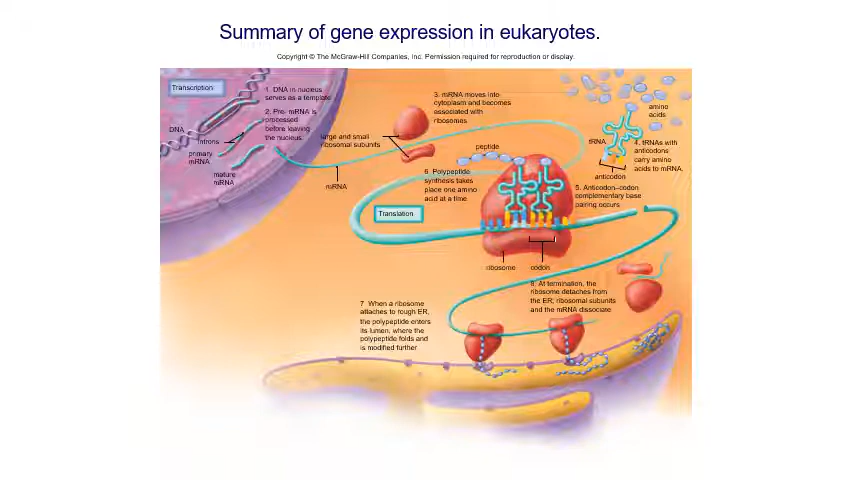 Summary of gene expression in eukaryotes.
Copyright © The McGraw-Hill Companies, Inc. Permission required for reproduction or display.
Transcription
1. DNA in nucleus
serves as a template
2. Pre- mRNA is
processed
before leaving
the nucleus
DNA
introns
primary
mRNA
mature
mRNA
large and small
ribosomal subunits
mRNA
3. mRNA moves into
cytoplasm and becomes
associated with
ribosomes
peptide
amino
acids
tRNA
anticodon
4. tRNAs with
anticodons
carry amino
acids to mRNA.
6. Polypeptide
synthesis takes
place one amino
acid at a time
5. Anticodon–codon
complementary base
pairing occurs
Translation
ribosome
codon
8. At termination, the
ribosome detaches from
the ER; ribosomal subunits
and the mRNA dissociate
7 When a ribosome
attaches to rough ER,
the polypeptide enters
its lumen, where the
polypeptide folds and
is modified further